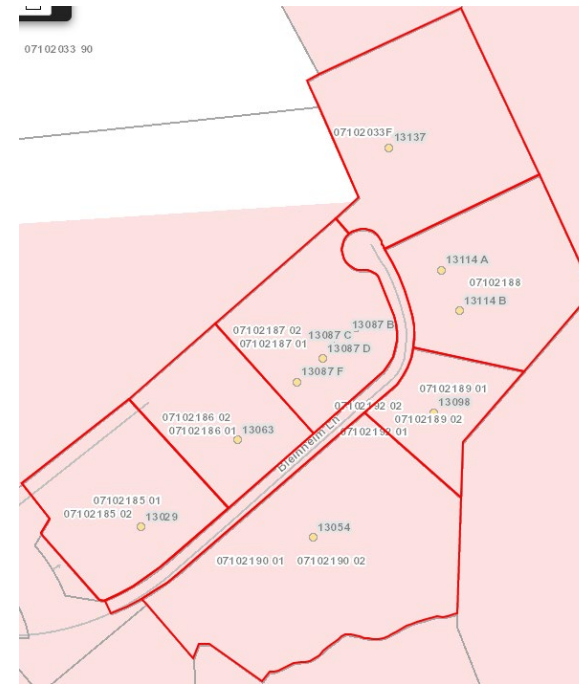 07102033 90
07102033F
13137
13114 A
07102188
13114 B
07102187 02
13087 B
13087 C
07102187 01
13087 D
13087 F
07102189 01
13098
07102192 02
07102189 02
07102186 02
07102186 01
13063
07102192 01
Bleinheim Ln
07102185 01
07102185 02
13029
13054
07102190 01
07102190 02